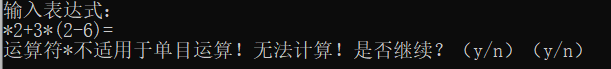 输入表达式：
*2+3*(2-6)=
运算符*不适用于单目运算！无法计算！是否继续？（y/n）（y/n）